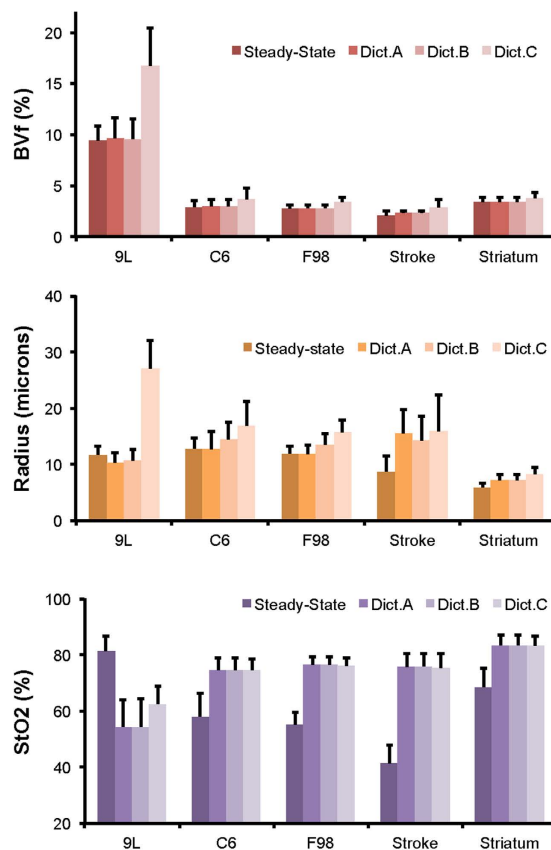 20
15
10
5
0
BVf (%)
Steady-State Dict.A Dict.B Dict.C
9L C6 F98 Stroke Striatum
40
30
20
10
0
Radius (microns)
Steady-state Dict.A Dict.B Dict.C
9L C6 F98 Stroke Striatum
100
80
60
40
20
StO2 (%)
Steady-State Dict.A Dict.B Dict.C
9L C6 F98 Stroke Striatum